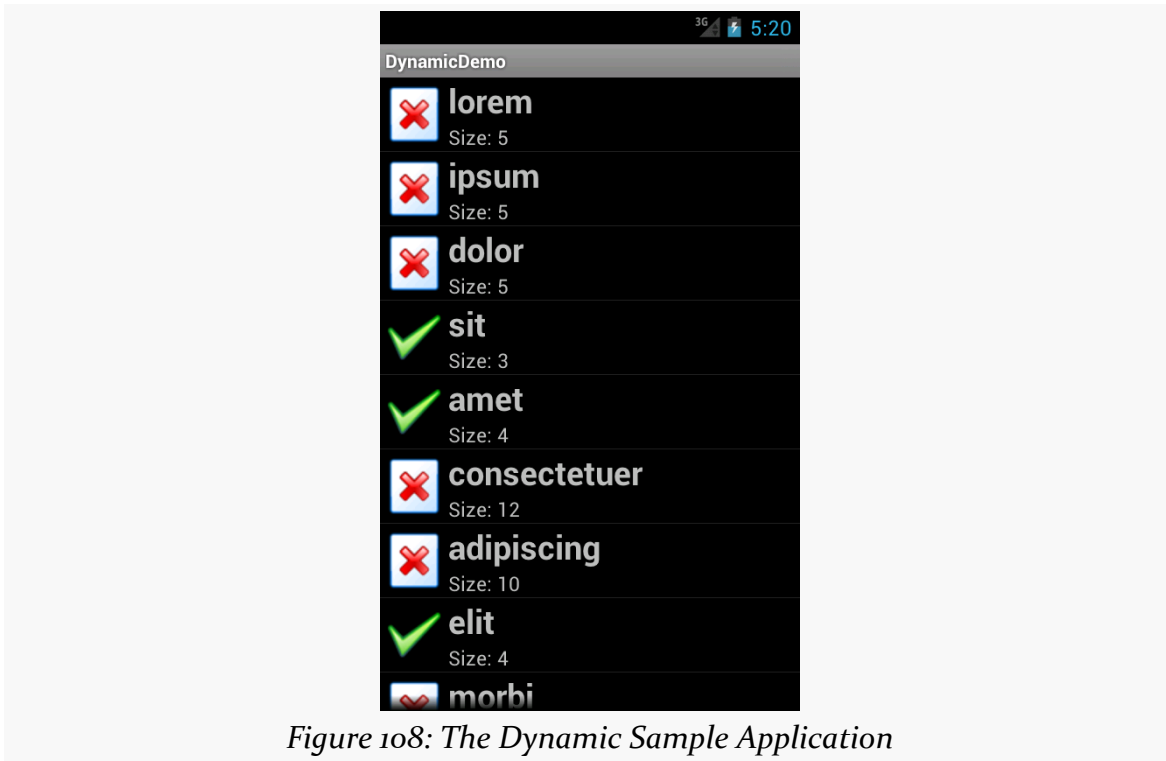 3G 5:20
DynamicDemo
lorem
Size: 5
ipsum
Size: 5
dolor
Size: 5
sit
Size: 3
amet
Size: 4
consectetuer
Size: 12
adipiscing
Size: 10
elit
Size: 4
morbi
Figure 108: The Dynamic Sample Application